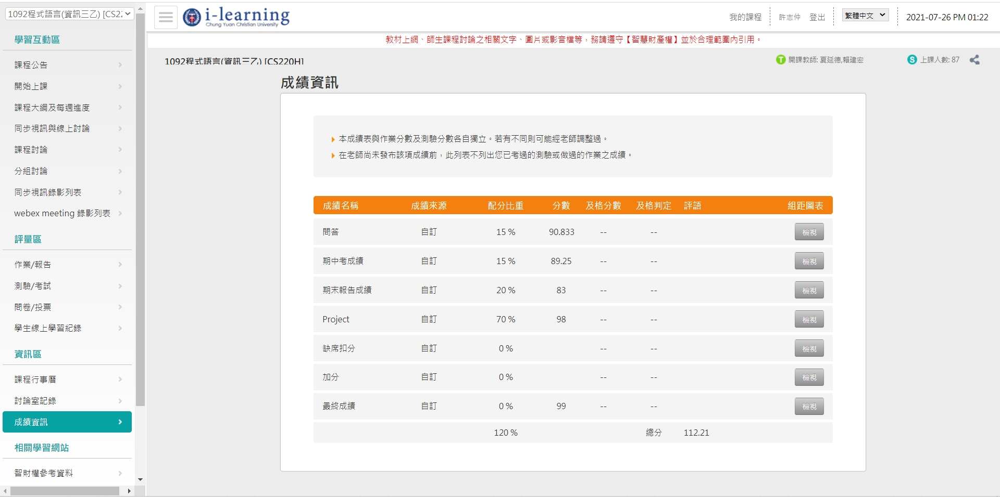 1092程式語言(資訊三乙) [CS22
學習互動區
課程公告
開始上課
課程大綱及每週進度
同步視訊與線上討論
課程討論
分組討論
同步視訊錄影列表
webex meeting 錄影列表
評量區
作業/報告
測驗/考試
問卷/投票
學生線上學習紀錄
資訊區
課程行事曆
討論室記錄
成績資訊
相關學習網站
智財權參考資料
i-learning
Chung Yuan Christian University
我的課程 許志仲 登出 繁體中文 2021-07-26 PM 01:22
教材上網、師生課程討論之相關文字、圖片或影音檔等，務請遵守【智慧財產權】並於合理範圍內引用。
1092程式語言(資訊三乙) [CS220H]
T 開課教師: 夏延德,賴建宏 S 上課人數: 87
成績資訊
本成績表與作業分數及測驗分數各自獨立。若有不同則可能經老師調整過。
在老師尚未發布該項成績前，此列表不列出您已考過的測驗或做過的作業之成績。
成績名稱 成績來源 配分比重 分數 及格分數 及格判定 評語 組距圖表
問答 自訂 15 % 90.833 -- -- 檢視
期中考成績 自訂 15 % 89.25 -- -- 檢視
期末報告成績 自訂 20 % 83 -- -- 檢視
Project 自訂 70 % 98 -- -- 檢視
缺席扣分 自訂 0 % -- -- 檢視
加分 自訂 0 % -- -- 檢視
最終成績 自訂 0 % 99 -- -- 檢視
120 % 總分 112.21